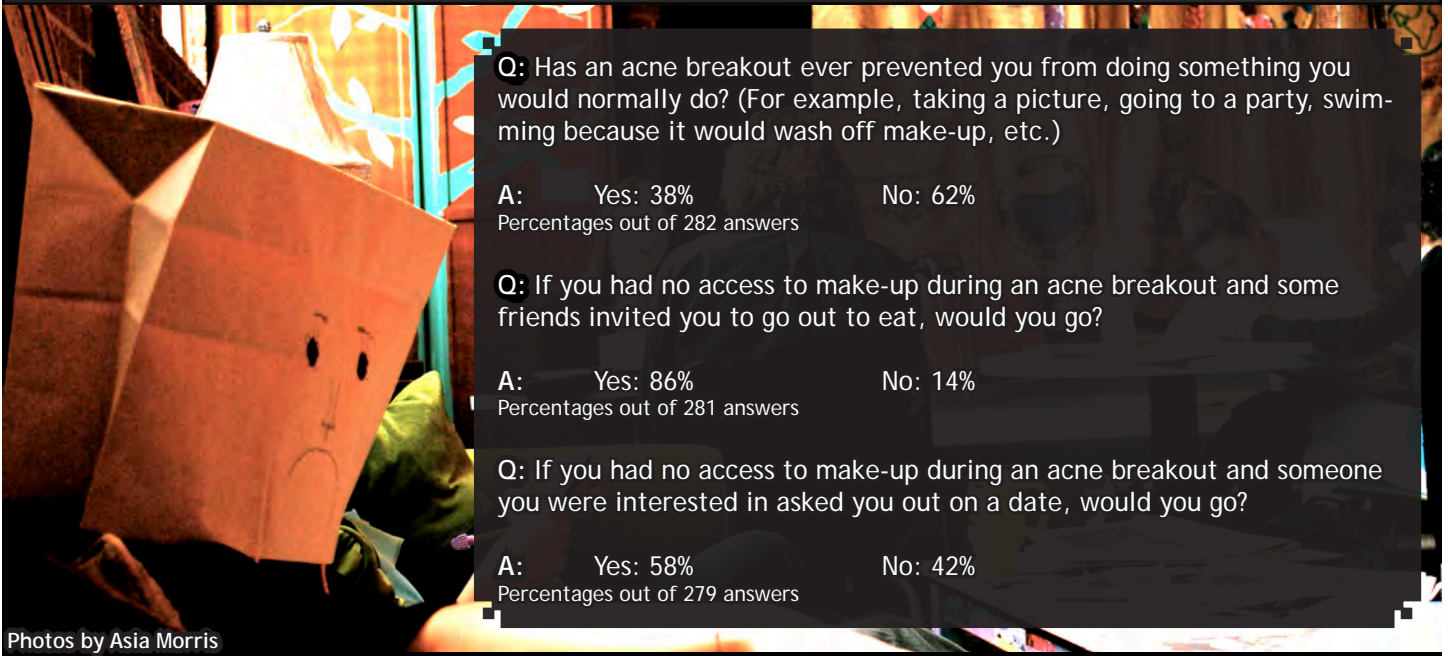 Q: Has an acne breakout ever prevented you from doing something you
would normally do? (For example, taking a picture, going to a party, swim-
ming because it would wash off make-up, etc.)
A: Yes: 38% No: 62%
Percentages out of 282 answers
Q: If you had no access to make-up during an acne breakout and some
friends invited you to go out to eat, would you go?
A: Yes: 86% No: 14%
Percentages out of 281 answers
Q: If you had no access to make-up during an acne breakout and someone
you were interested in asked you out on a date, would you go?
A: Yes: 58% No: 42%
Percentages out of 279 answers
Photos by Asia Morris